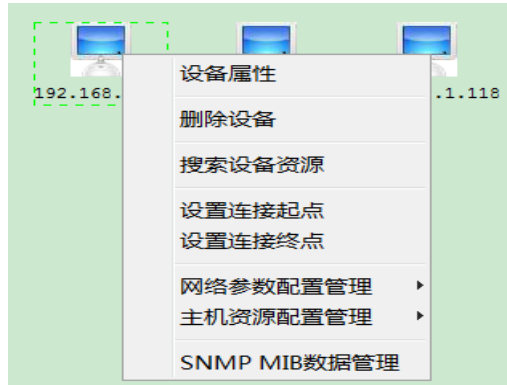 192.168.
.1.118
设备属性
删除设备
搜索设备资源
设置连接起点
设置连接终点
网络参数配置管理
主机资源配置管理
SNMP MIB数据管理